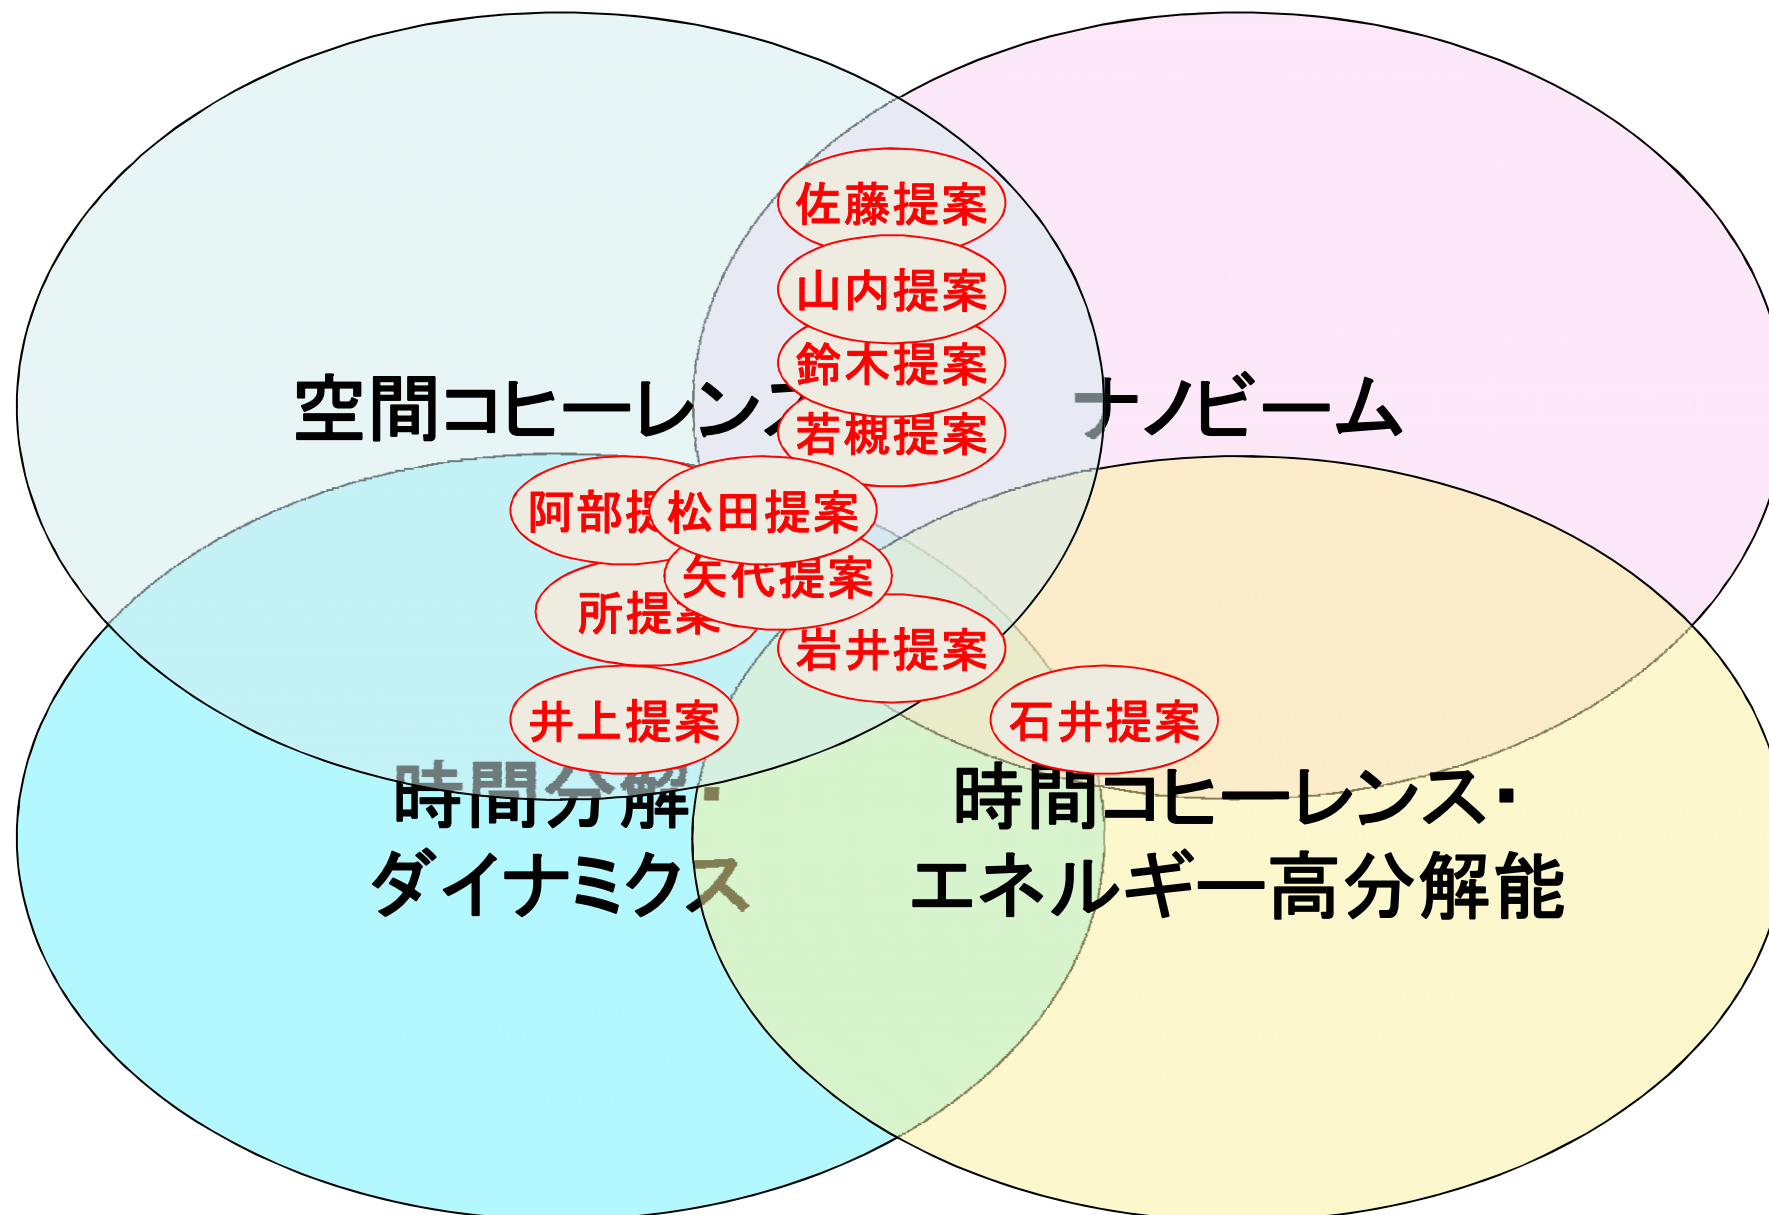 佐藤提案
山内提案
鈴木提案
空間コヒーレンス
ナノビーム
若槻提案
阿部提
松田提案
矢代提案
所提案
岩井提案
井上提案
石井提案
時間分解・
ダイナミクス
時間コヒーレンス・
エネルギー高分解能